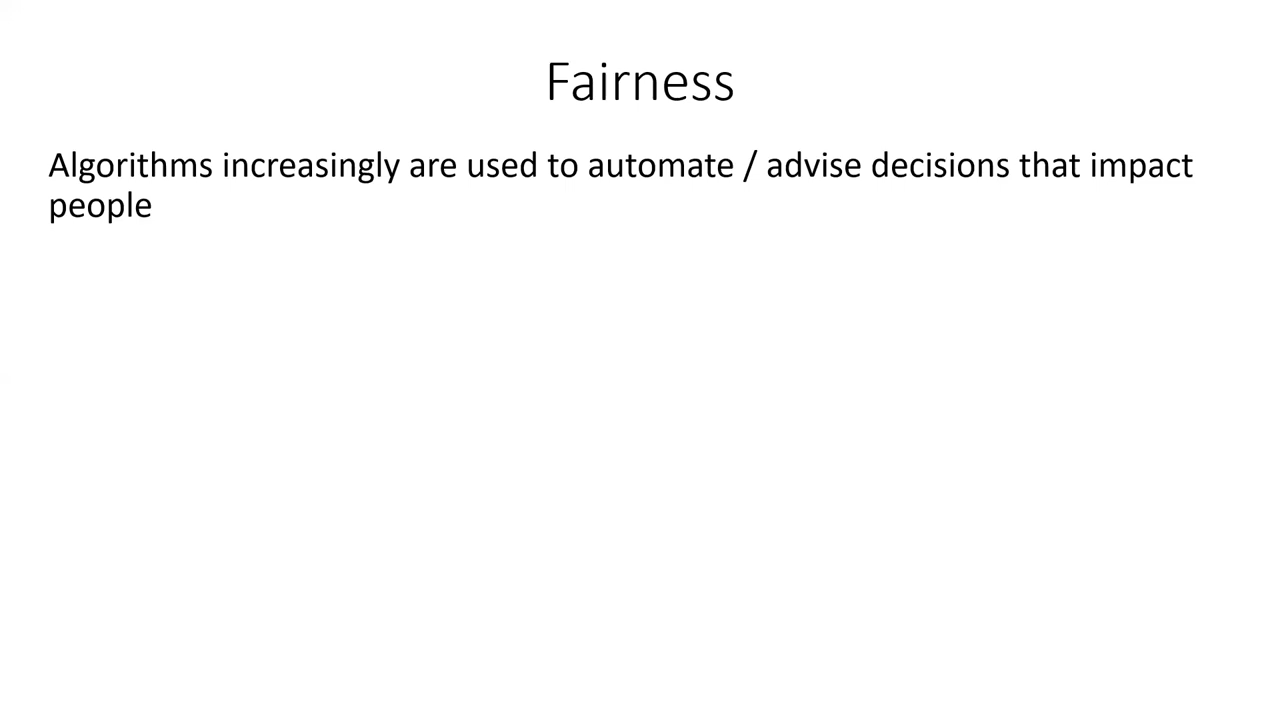 Fairness
Algorithms increasingly are used to automate / advise decisions that impact
people